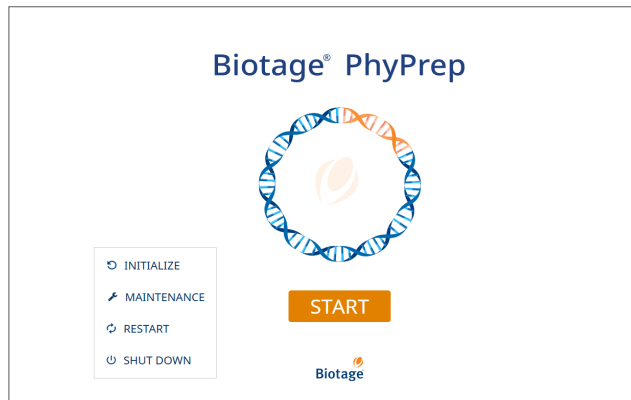 Biotage® PhyPrep
INITIALIZE
MAINTENANCE
RESTART
SHUT DOWN
START
Biotage